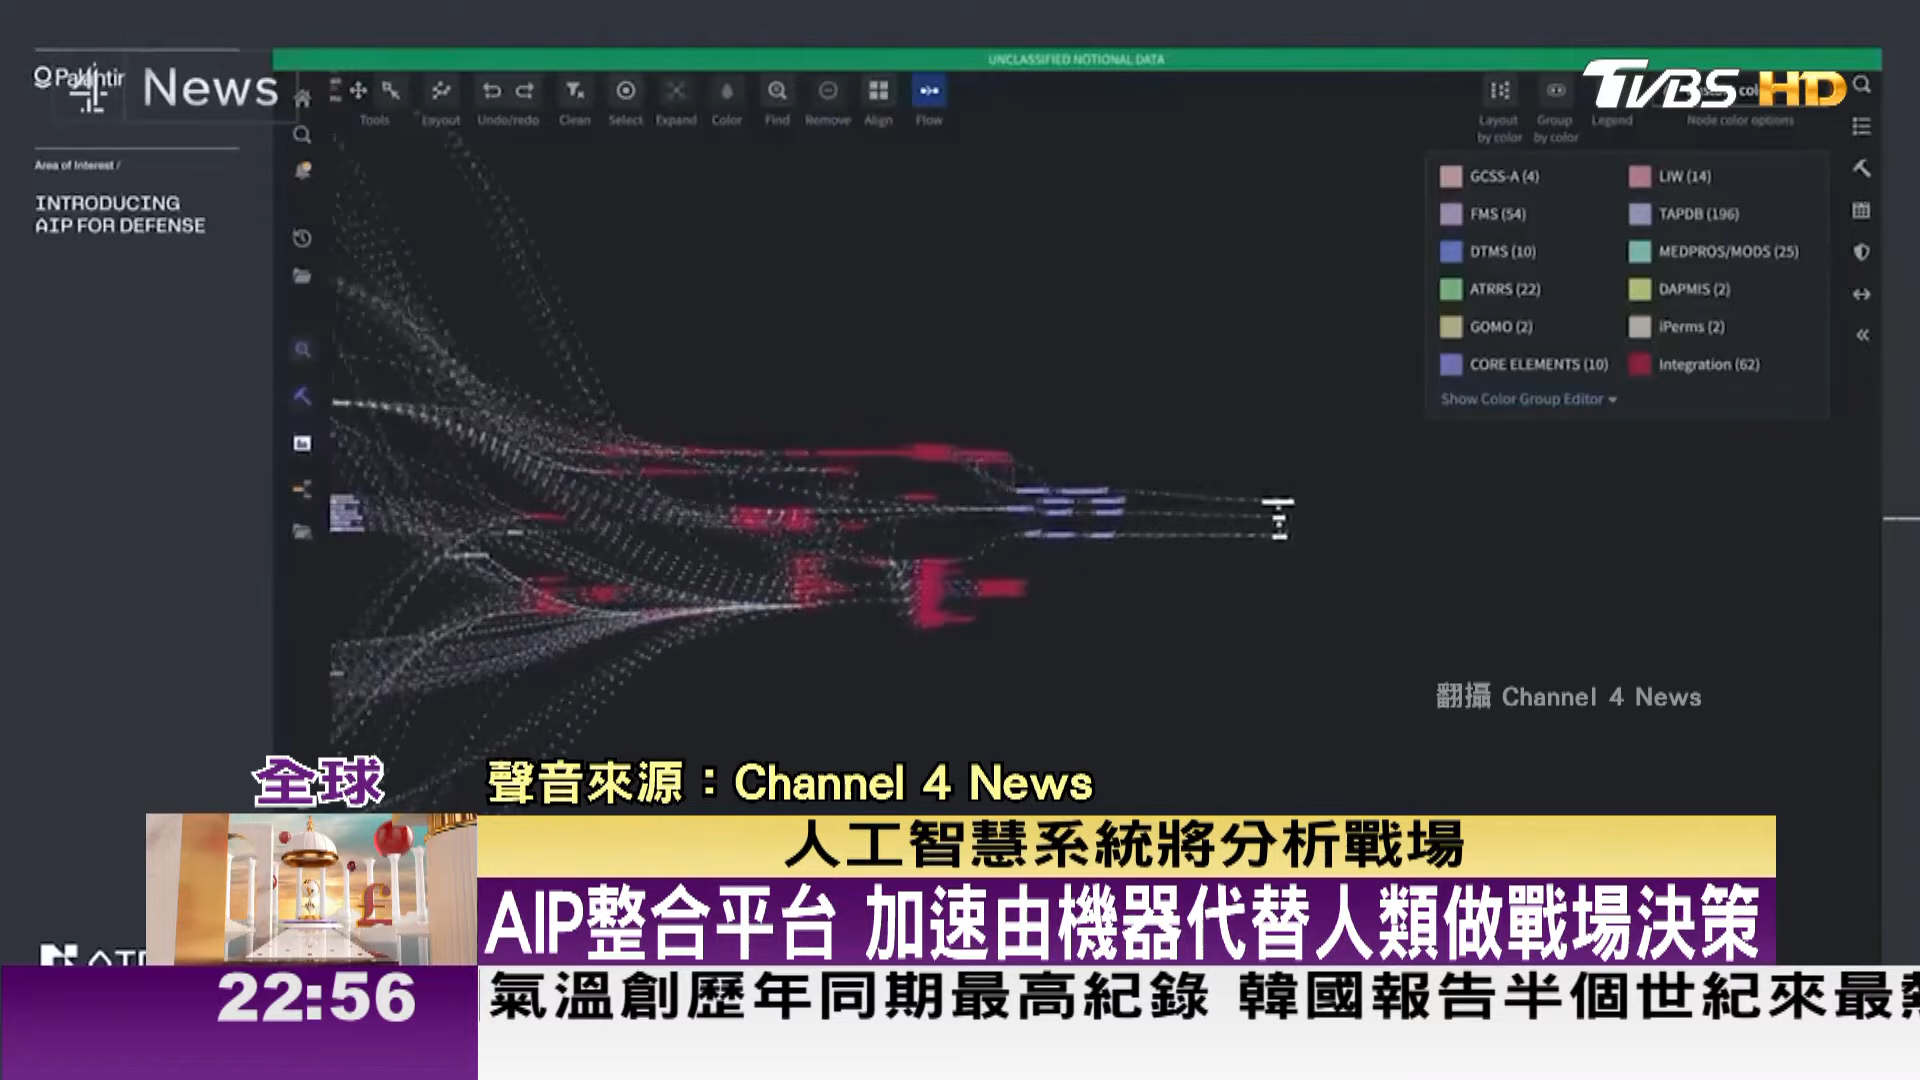 Palantir
News
Area of Interest /
INTRODUCING
AIP FOR DEFENSE
UNCLASSIFIED NOTIONAL DATA
TVBS HD
Tools
Layout
Undo/redo
Clean
Select
Expand
Color
Find
Remove
Align
Flow
Layout
by color
Group
by color
Legend
Node color options
GCSS-A (4)
LIW (14)
FMS (54)
TAPDB (196)
DTMS (10)
MEDPROS/MODS (25)
ATRRS (22)
DAPMIS (2)
GOMO (2)
iPerms (2)
CORE ELEMENTS (10)
Integration (62)
Show Color Group Editor
翻攝 Channel 4 News
全球
聲音來源：Channel 4 News
人工智慧系統將分析戰場
AIP整合平台 加速由機器代替人類做戰場決策
22:56
氣溫創歷年同期最高紀錄 韓國報告半個世紀來最